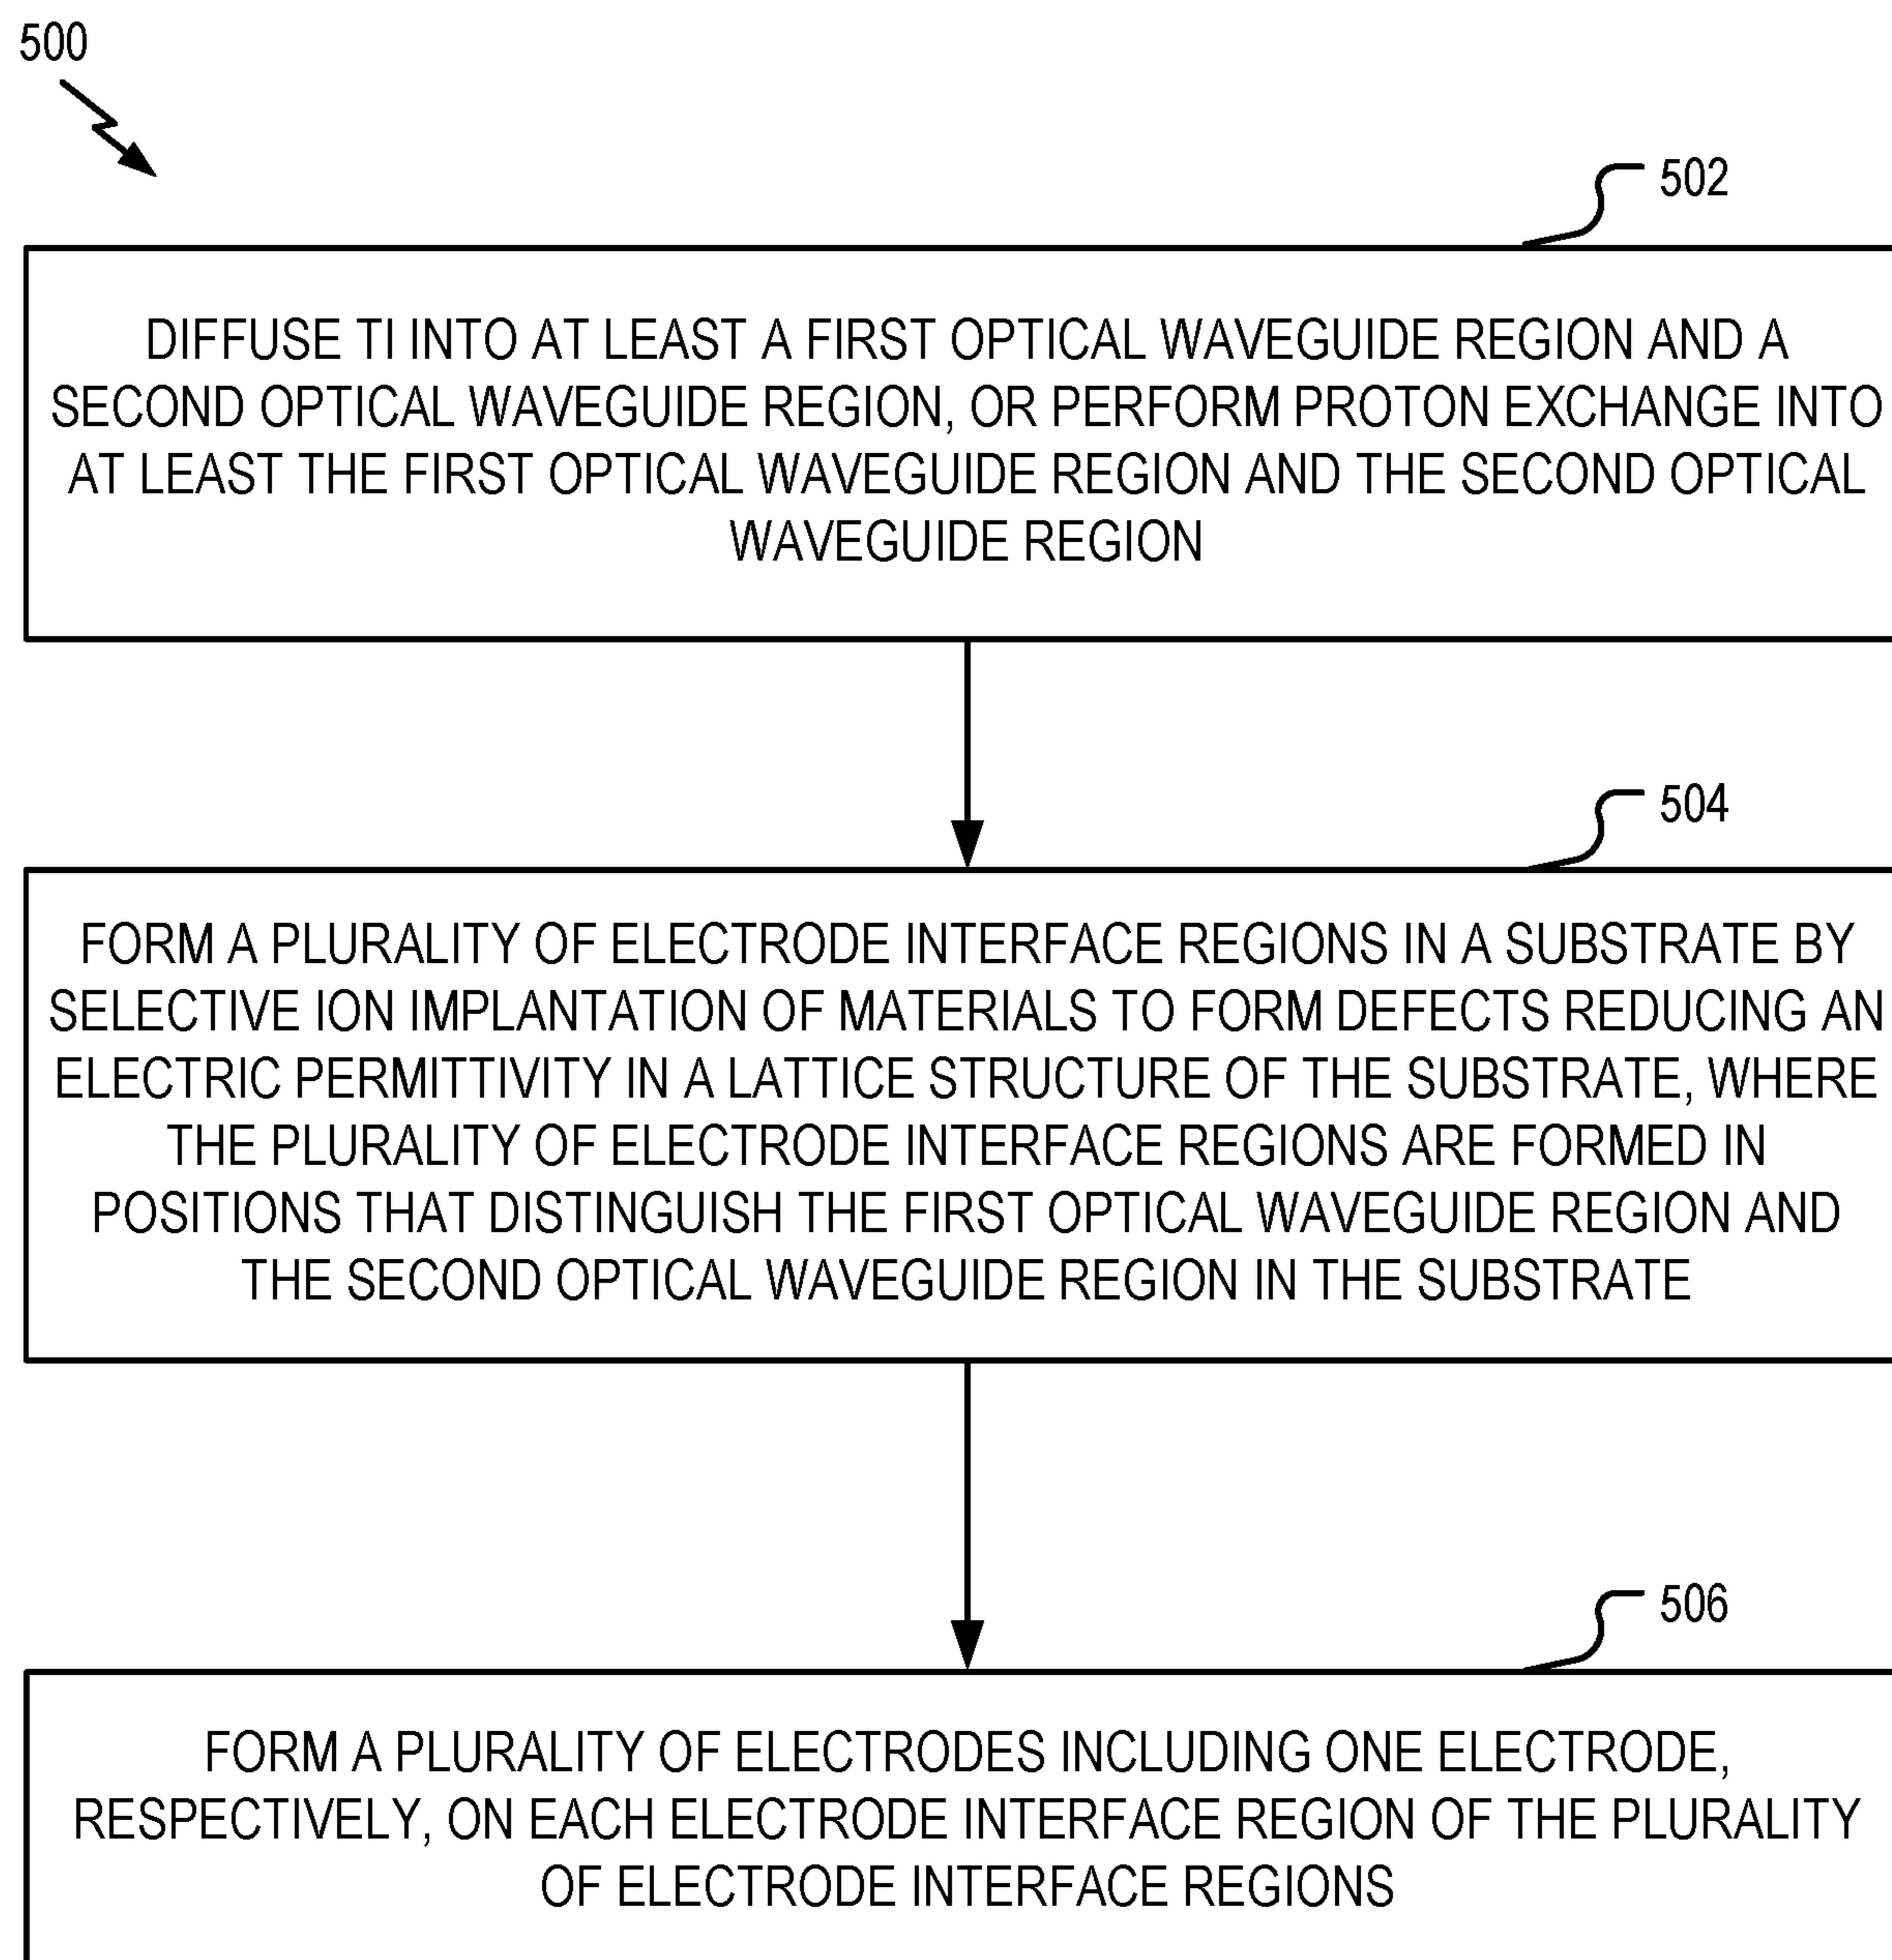 500
502
DIFFUSE TI INTO AT LEAST A FIRST OPTICAL WAVEGUIDE REGION AND A
SECOND OPTICAL WAVEGUIDE REGION, OR PERFORM PROTON EXCHANGE INTO
AT LEAST THE FIRST OPTICAL WAVEGUIDE REGION AND THE SECOND OPTICAL
WAVEGUIDE REGION
504
FORM A PLURALITY OF ELECTRODE INTERFACE REGIONS IN A SUBSTRATE BY
SELECTIVE ION IMPLANTATION OF MATERIALS TO FORM DEFECTS REDUCING AN
ELECTRIC PERMITTIVITY IN A LATTICE STRUCTURE OF THE SUBSTRATE, WHERE
THE PLURALITY OF ELECTRODE INTERFACE REGIONS ARE FORMED IN
POSITIONS THAT DISTINGUISH THE FIRST OPTICAL WAVEGUIDE REGION AND
THE SECOND OPTICAL WAVEGUIDE REGION IN THE SUBSTRATE
506
FORM A PLURALITY OF ELECTRODES INCLUDING ONE ELECTRODE,
RESPECTIVELY, ON EACH ELECTRODE INTERFACE REGION OF THE PLURALITY
OF ELECTRODE INTERFACE REGIONS